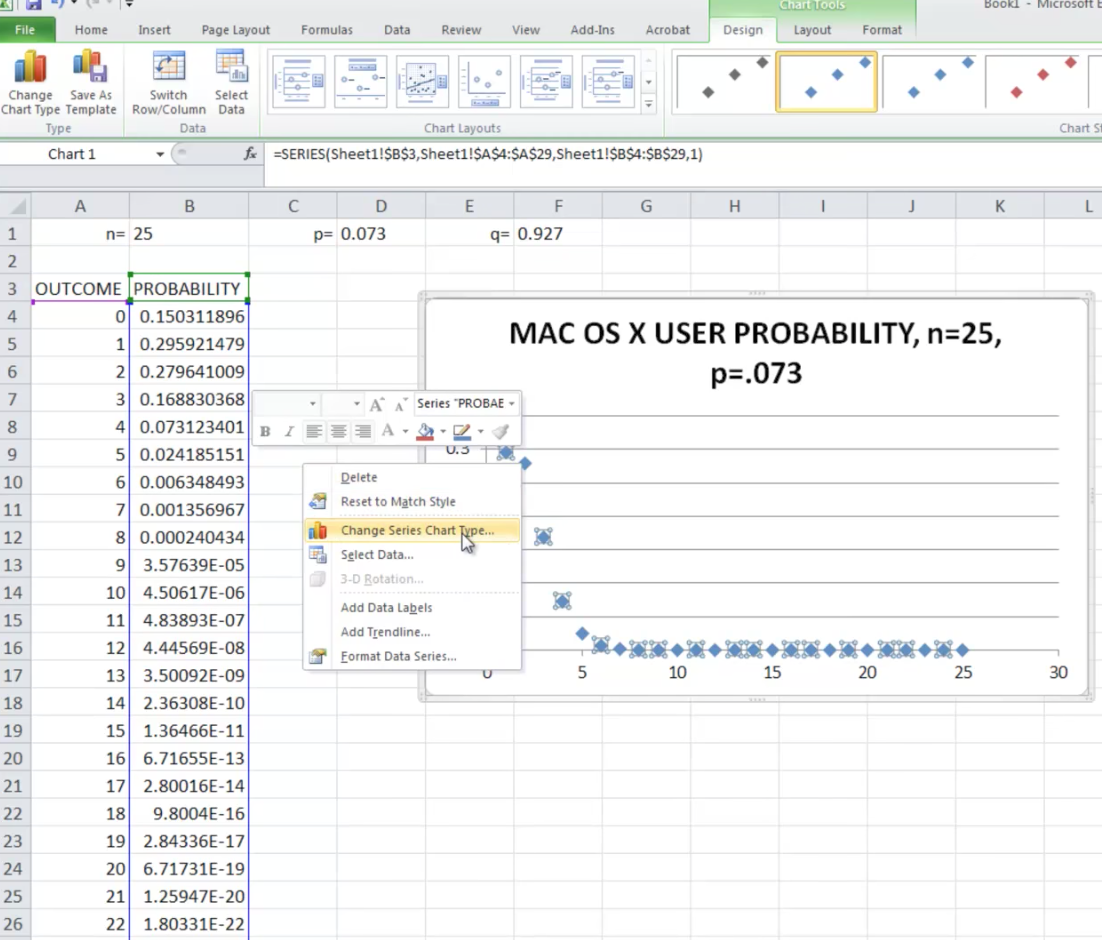 Chart Tools
Book1 - Microsoft E
File Home Insert Page Layout Formulas Data Review View Add-Ins Acrobat Design Layout Format
Change Chart Type
Save As Template
Switch Row/Column
Select Data
Type Data Chart Layouts Chart St
Chart 1 fx =SERIES(Sheet1!$B$3,Sheet1!$A$4:$A$29,Sheet1!$B$4:$B$29,1)
A B C D E F G H I J K L
1 n= 25 p= 0.073 q= 0.927
2
3 OUTCOME PROBABILITY
4 0 0.150311896
5 1 0.295921479
6 2 0.279641009
7 3 0.168830368
8 4 0.073123401
9 5 0.024185151
10 6 0.006348493
11 7 0.001356967
12 8 0.000240434
13 9 3.57639E-05
14 10 4.50617E-06
15 11 4.83893E-07
16 12 4.44569E-08
17 13 3.50092E-09
18 14 2.36308E-10
19 15 1.36466E-11
20 16 6.71655E-13
21 17 2.80016E-14
22 18 9.8004E-16
23 19 2.84336E-17
24 20 6.71731E-19
25 21 1.25947E-20
26 22 1.80331E-22
MAC OS X USER PROBABILITY, n=25,
p=.073
A A Series "PROBAE
B I A
0.3
Delete
Reset to Match Style
Change Series Chart Type...
Select Data...
3-D Rotation...
Add Data Labels
Add Trendline...
Format Data Series...
0 5 10 15 20 25 30